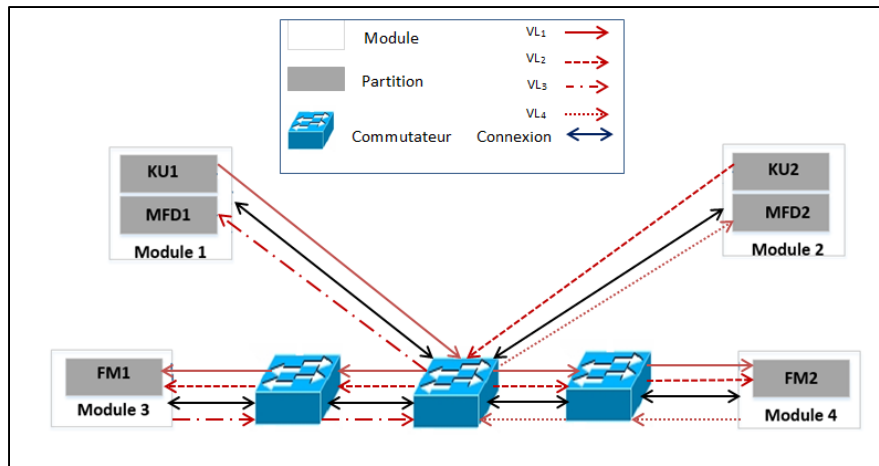 Module
Partition
Commutateur
VL1
VL2
VL3
VL4
Connexion
KU1
MFD1
Module 1
KU2
MFD2
Module 2
FM1
Module 3
FM2
Module 4